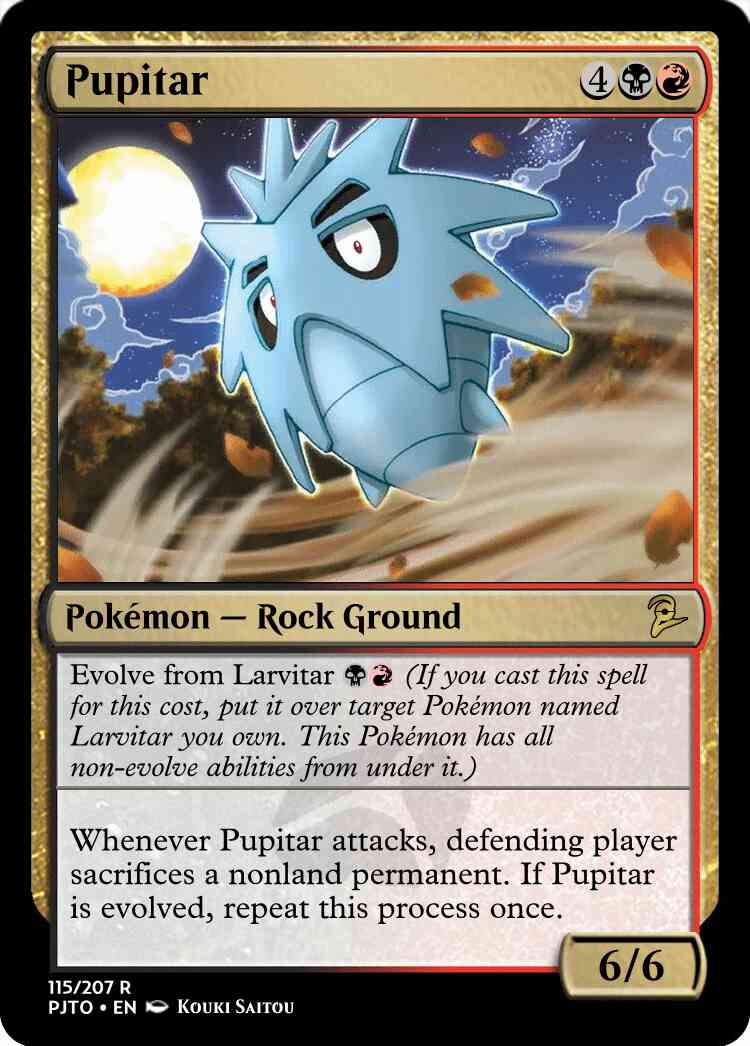 Pupitar 4
Pokémon — Rock Ground
Evolve from Larvitar (If you cast this spell
for this cost, put it over target Pokémon named
Larvitar you own. This Pokémon has all
non-evolve abilities from under it.)
Whenever Pupitar attacks, defending player
sacrifices a nonland permanent. If Pupitar
is evolved, repeat this process once.
6/6
115/207 R
PJTO • EN Kouki Saitou